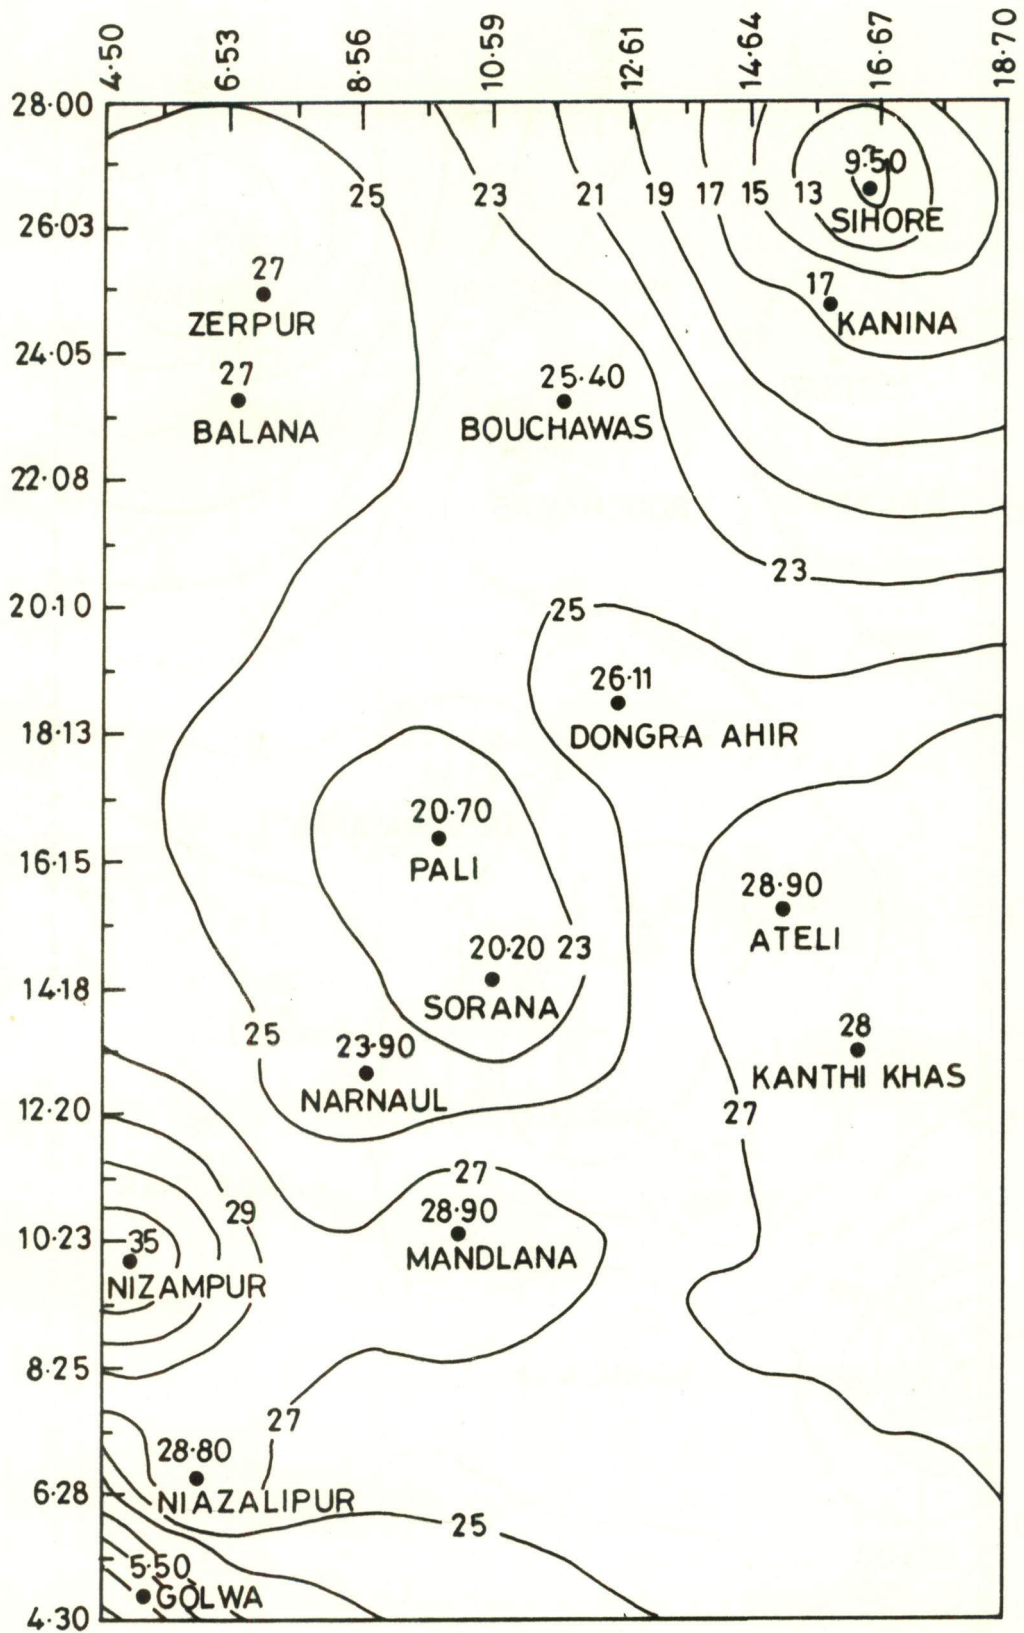 4·50 6·53 8·56 10·59 12·61 14·64 16·67 18·70
28·00
9·50
25 23 21 19 17 15 13
SIHORE
26·03
27
17
ZERPUR
KANINA
24·05
27
25·40
BALANA
BOUCHAWAS
22·08
23
20·10
25
26·11
18·13
DONGRA AHIR
20·70
16·15
PALI
28·90
ATELI
20·20 23
14·18
SORANA
25
23·90
28
NARNAUL
KANTHI KHAS
12·20
27
27
29
28·90
10·23
35
MANDLANA
NIZAMPUR
8·25
27
28·80
6·28
NIAZALIPUR
25
5·50
GOLWA
4·30